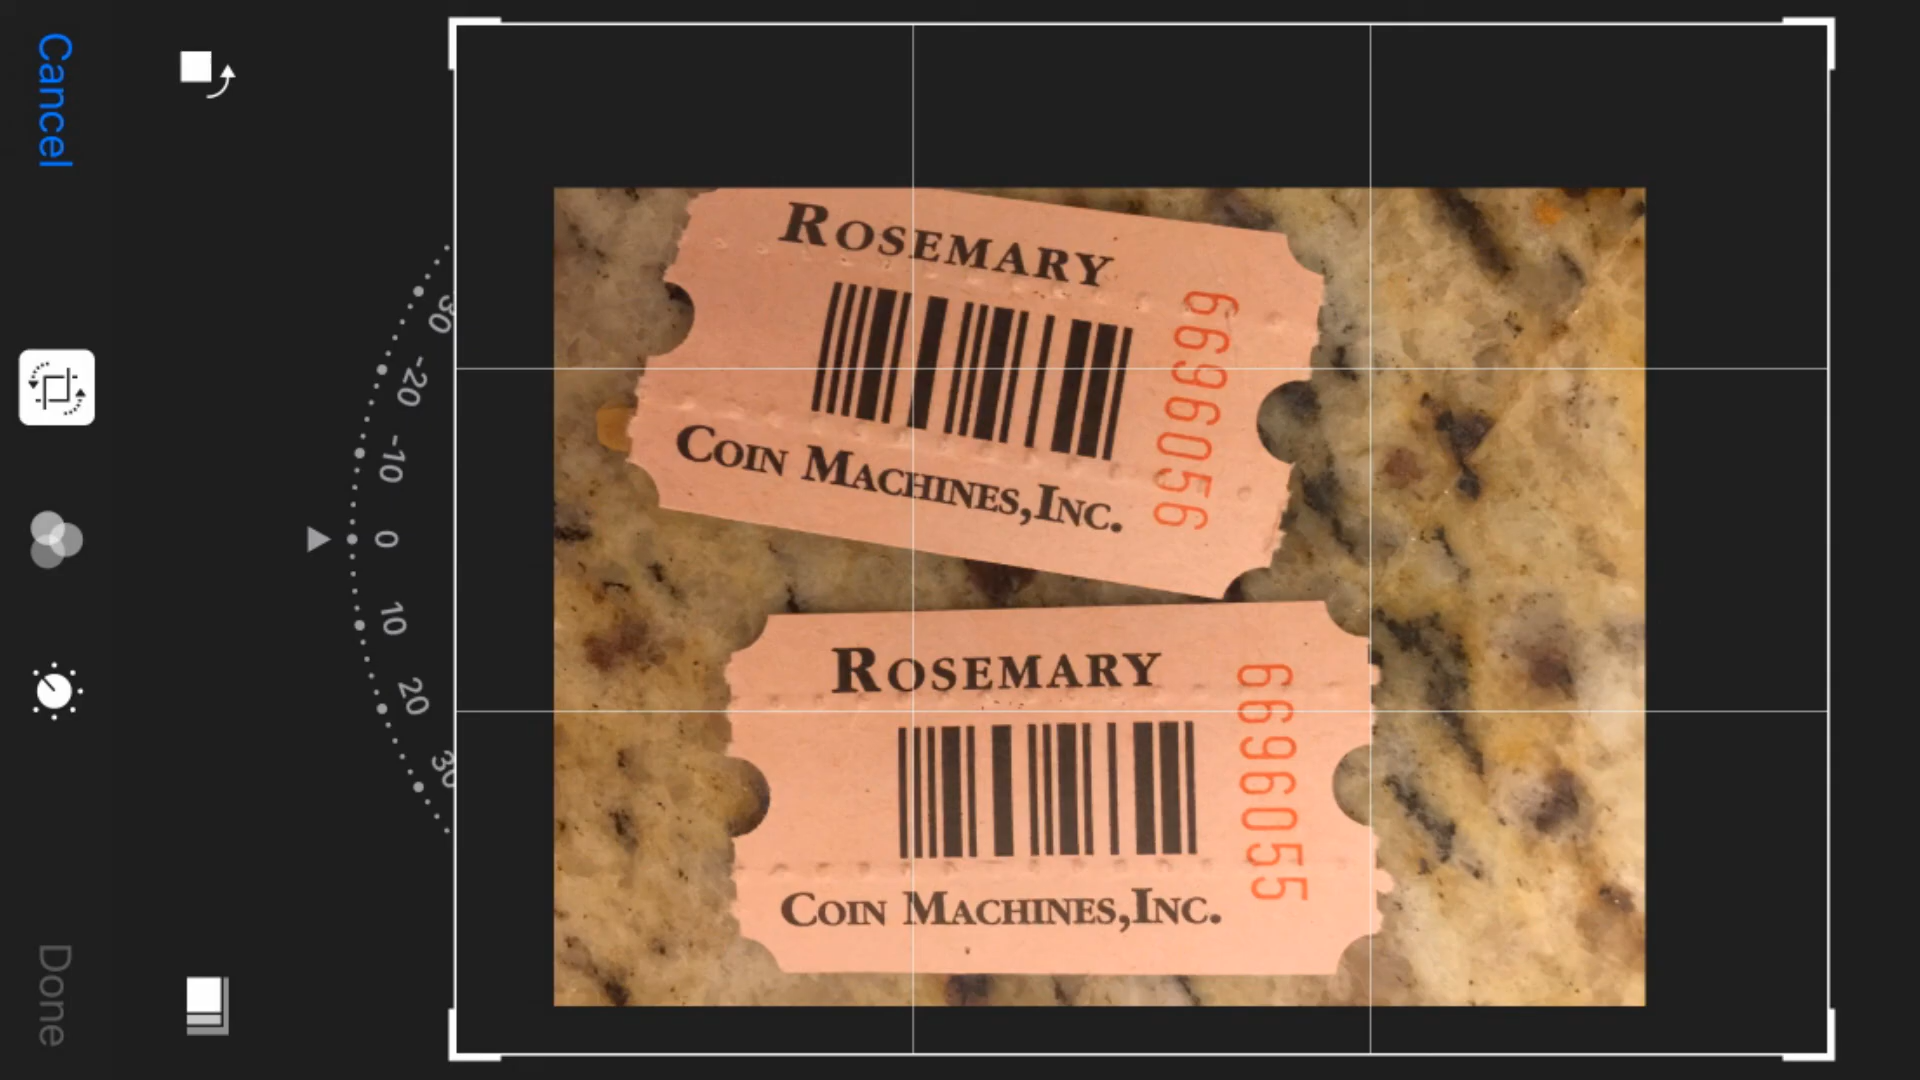 Cancel
30
-20
-10
0
10
20
30
Done
ROSEMARY
6696056
COIN MACHINES, INC.
ROSEMARY
6696055
COIN MACHINES, INC.